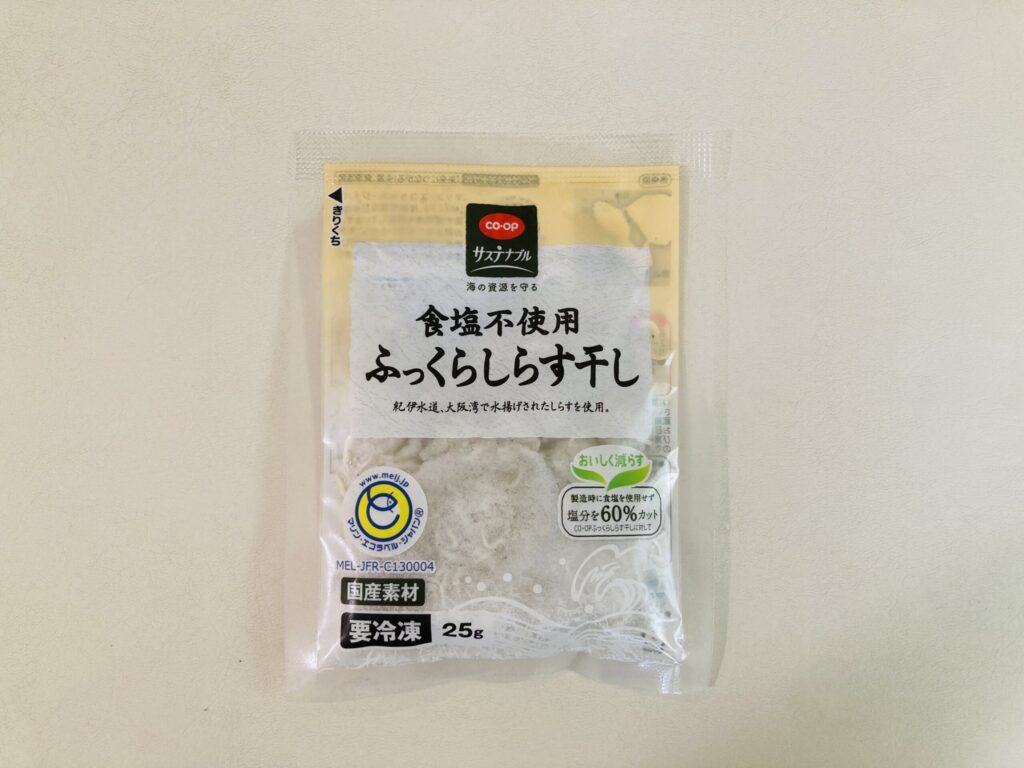 きりくち
CO·OP
サステナブル
海の資源を守る
食塩不使用
ふっくらしらす干し
紀伊水道、大阪湾で水揚げされたしらすを使用。
www.melj.jp
マリン・エコラベル・ジャパン®
MEL-JFR-C130004
おいしく減らす
製造時に食塩を使用せず
塩分を60%カット
CO·OPふっくらしらす干しに対して
国産素材
要冷凍 25g